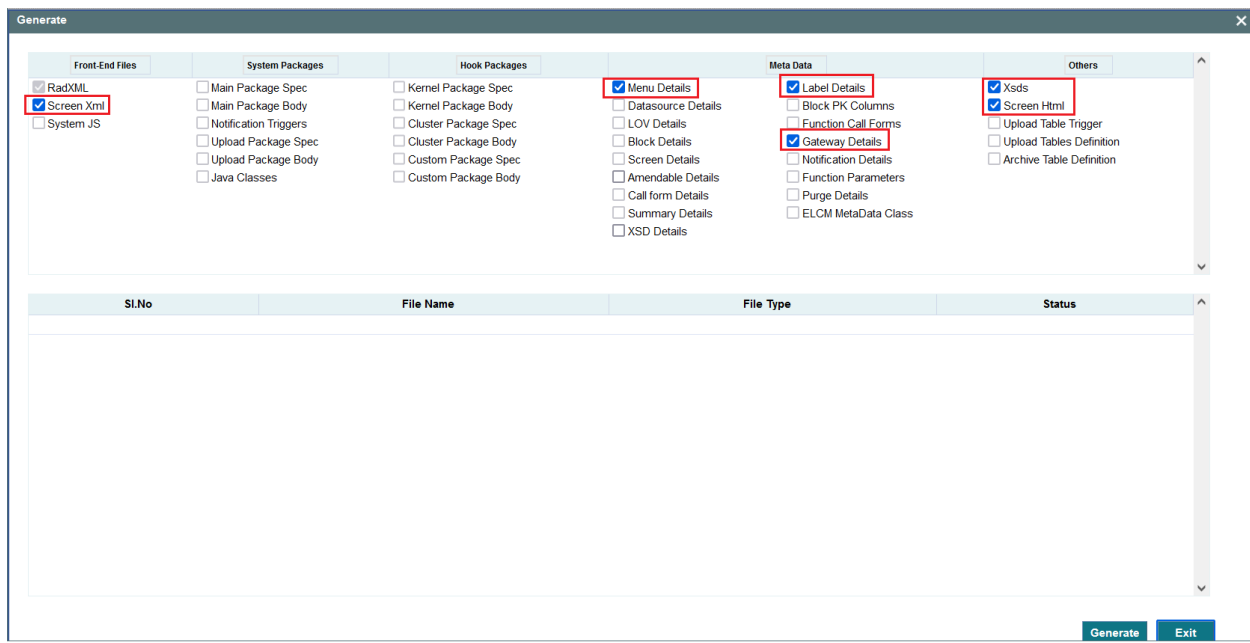 Generate
Front-End Files System Packages Hook Packages Meta Data Others
RadXML Main Package Spec Kernel Package Spec Menu Details Label Details Xsds
Screen Xml Main Package Body Kernel Package Body Datasource Details Block PK Columns Screen Html
System JS Notification Triggers Cluster Package Spec LOV Details Function Call Forms Upload Table Trigger
Upload Package Spec Cluster Package Body Block Details Gateway Details Upload Tables Definition
Upload Package Body Custom Package Spec Screen Details Notification Details Archive Table Definition
Java Classes Custom Package Body Amendable Details Function Parameters
Call form Details Purge Details
Summary Details ELCM MetaData Class
XSD Details
Sl.No File Name File Type Status
Generate Exit